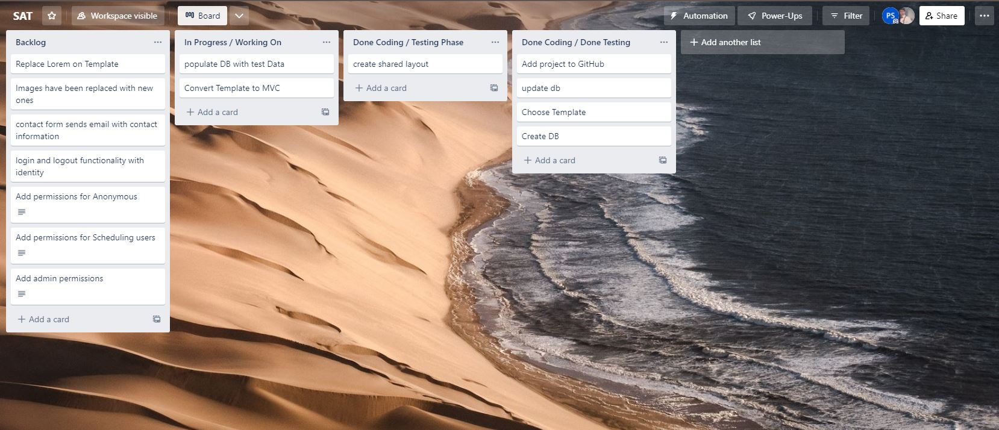 SAT
Workspace visible
Board
Automation
Power-Ups
Filter
PS
Share
Backlog
Replace Lorem on Template
Images have been replaced with new
ones
contact form sends email with contact
information
login and logout functionality with
identity
Add permissions for Anonymous
Add permissions for Scheduling users
Add admin permissions
Add a card
In Progress / Working On
populate DB with test Data
Convert Template to MVC
Add a card
Done Coding / Testing Phase
create shared layout
Add a card
Done Coding / Done Testing
Add project to GitHub
update db
Choose Template
Create DB
Add a card
Add another list